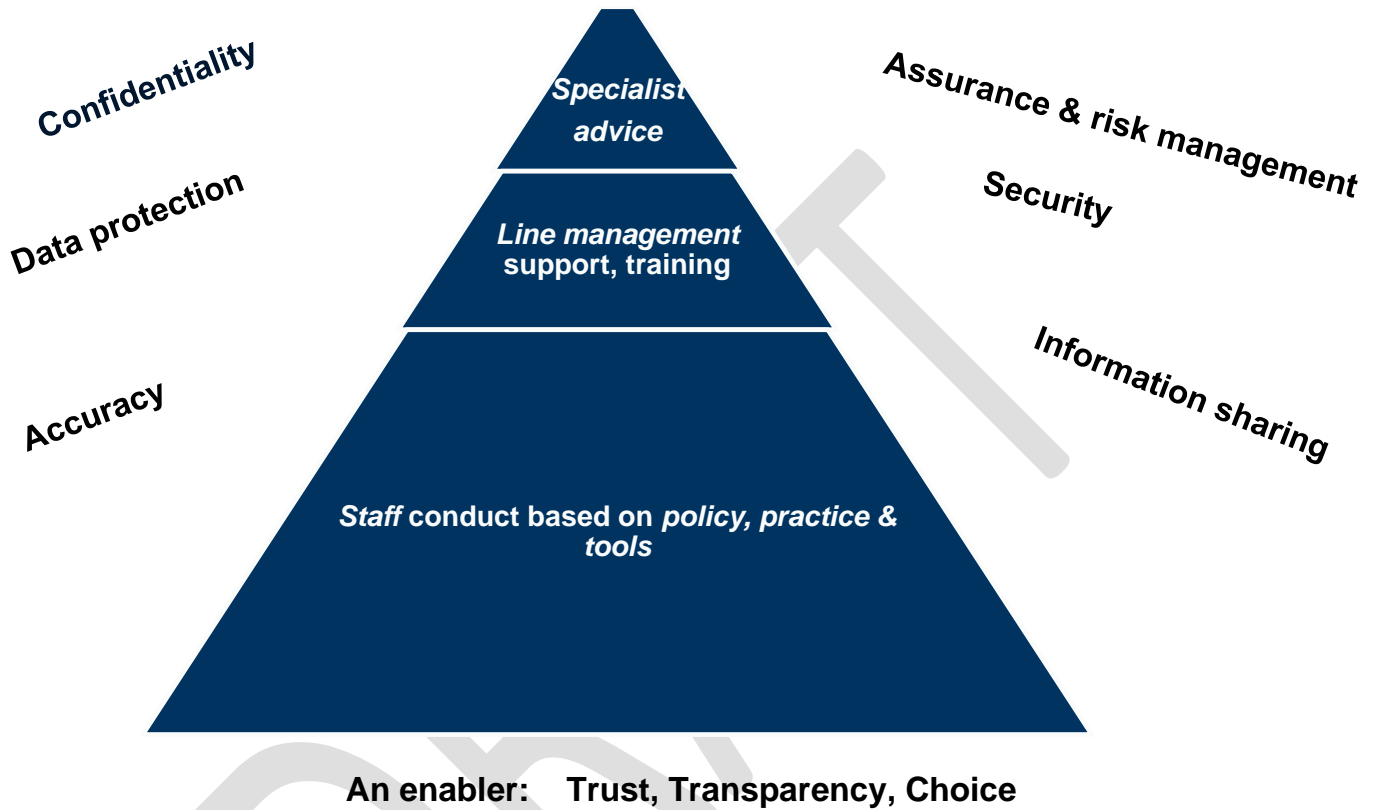 Confidentiality
Assurance & risk management
Specialist
advice
Data protection
Security
Line management
support, training
Information sharing
Accuracy
Staff conduct based on policy, practice &
tools
An enbler: Trust, Transparency, Choice